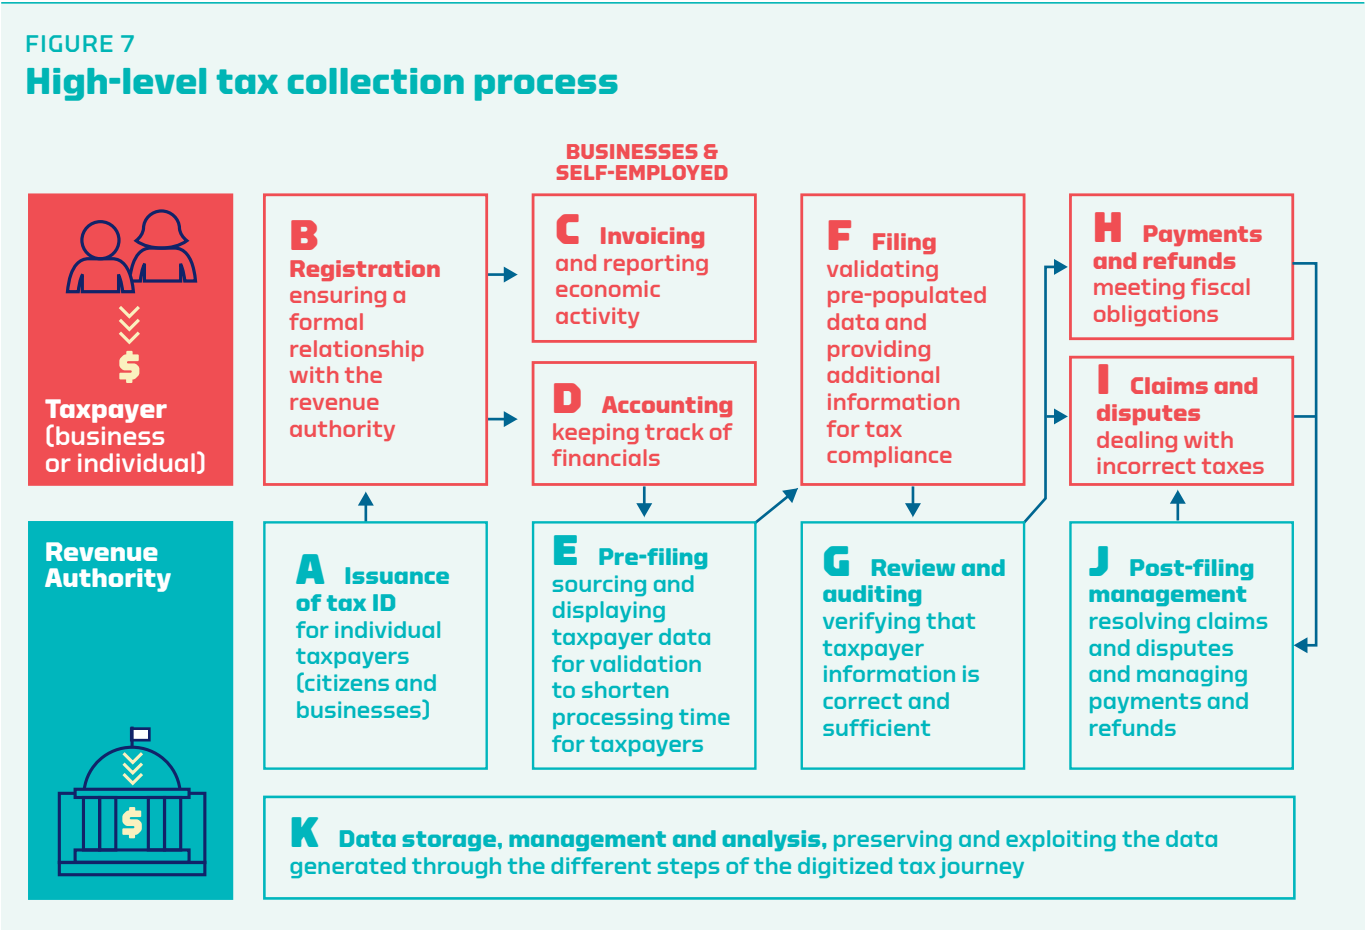 FIGURE 7
High-level tax collection process
BUSINESSES &
SELF-EMPLOYED
$
Taxpayer
(business
or individual)
B
Registration
ensuring a
formal
relationship
with the
revenue
authority
C Invoicing
and reporting
economic
activity
D Accounting
keeping track of
financials
F Filing
validating
pre-populated
data and
providing
additional
information
for tax
compliance
H Payments
and refunds
meeting fiscal
obligations
I Claims and
disputes
dealing with
incorrect taxes
Revenue
Authority
$
A Issuance
of tax ID
for individual
taxpayers
(citizens and
businesses)
E Pre-filing
sourcing and
displaying
taxpayer data
for validation
to shorten
processing time
for taxpayers
G Review and
auditing
verifying that
taxpayer
information is
correct and
sufficient
J Post-filing
management
resolving claims
and disputes
and managing
payments and
refunds
K Data storage, management and analysis, preserving and exploiting the data
generated through the different steps of the digitized tax journey